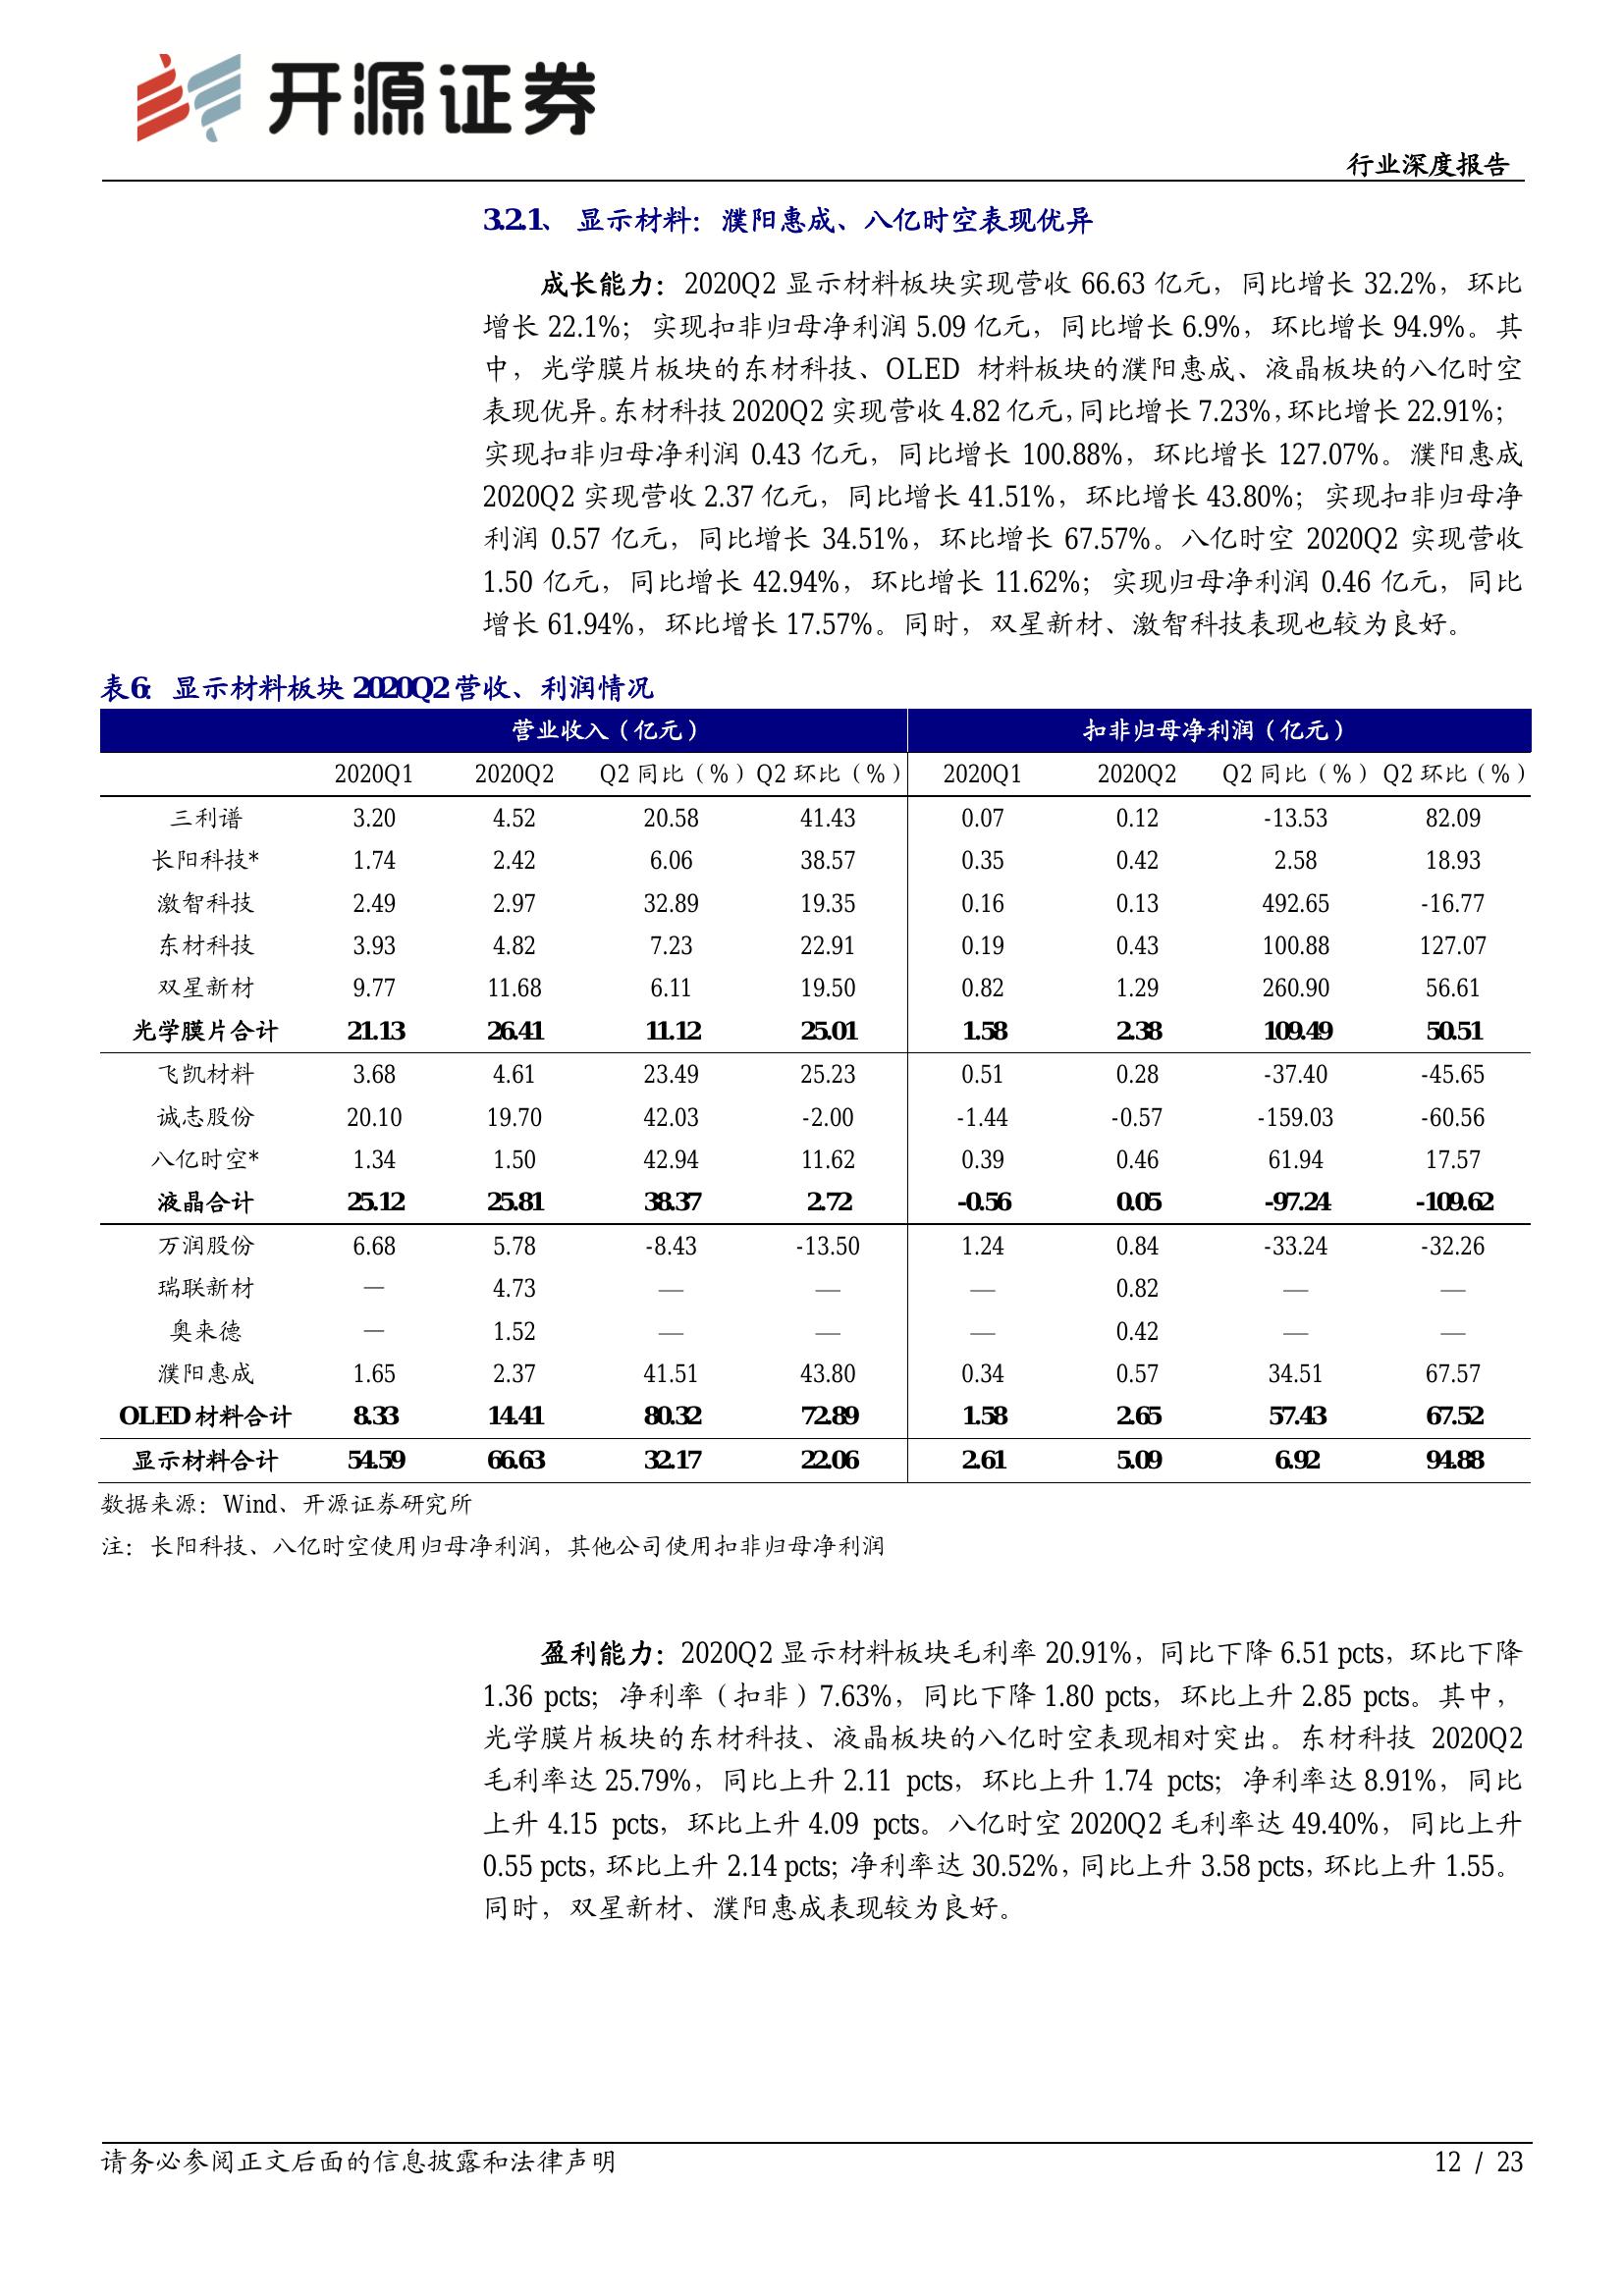 开源证券
行业深度报告
3.2.1、 显示材料：濮阳惠成、八亿时空表现优异
成长能力：2020Q2 显示材料板块实现营收 66.63 亿元，同比增长 32.2%，环比
增长 22.1%；实现扣非归母净利润 5.09 亿元，同比增长 6.9%，环比增长 94.9%。其
中，光学膜片板块的东材科技、OLED 材料板块的濮阳惠成、液晶板块的八亿时空
表现优异。东材科技 2020Q2 实现营收 4.82 亿元，同比增长 7.23%，环比增长 22.91%；
实现扣非归母净利润 0.43 亿元，同比增长 100.88%，环比增长 127.07%。濮阳惠成
2020Q2 实现营收 2.37 亿元，同比增长 41.51%，环比增长 43.80%；实现扣非归母净
利润 0.57 亿元，同比增长 34.51%，环比增长 67.57%。八亿时空 2020Q2 实现营收
1.50 亿元，同比增长 42.94%，环比增长 11.62%；实现归母净利润 0.46 亿元，同比
增长 61.94%，环比增长 17.57%。同时，双星新材、激智科技表现也较为良好。
表 6：显示材料板块 2020Q2 营收、利润情况
营业收入（亿元） 扣非归母净利润（亿元）
2020Q1 2020Q2 Q2 同比（%） Q2 环比（%） 2020Q1 2020Q2 Q2 同比（%） Q2 环比（%）
三利谱 3.20 4.52 20.58 41.43 0.07 0.12 -13.53 82.09
长阳科技* 1.74 2.42 6.06 38.57 0.35 0.42 2.58 18.93
激智科技 2.49 2.97 32.89 19.35 0.16 0.13 492.65 -16.77
东材科技 3.93 4.82 7.23 22.91 0.19 0.43 100.88 127.07
双星新材 9.77 11.68 6.11 19.50 0.82 1.29 260.90 56.61
光学膜片合计 21.13 26.41 11.12 25.01 1.58 2.38 109.49 50.51
飞凯材料 3.68 4.61 23.49 25.23 0.51 0.28 -37.40 -45.65
诚志股份 20.10 19.70 42.03 -2.00 -1.44 -0.57 -159.03 -60.56
八亿时空* 1.34 1.50 42.94 11.62 0.39 0.46 61.94 17.57
液晶合计 25.12 25.81 38.37 2.72 -0.56 0.05 -97.24 -109.62
万润股份 6.68 5.78 -8.43 -13.50 1.24 0.84 -33.24 -32.26
瑞联新材 — 4.73 — — — 0.82 — —
奥来德 — 1.52 — — — 0.42 — —
濮阳惠成 1.65 2.37 41.51 43.80 0.34 0.57 34.51 67.57
OLED 材料合计 8.33 14.41 80.32 72.89 1.58 2.65 57.43 67.52
显示材料合计 54.59 66.63 32.17 22.06 2.61 5.09 6.92 94.88
数据来源：Wind、开源证券研究所
注：长阳科技、八亿时空使用归母净利润，其他公司使用扣非归母净利润
盈利能力：2020Q2 显示材料板块毛利率 20.91%，同比下降 6.51 pcts，环比下降
1.36 pcts；净利率（扣非）7.63%，同比下降 1.80 pcts，环比上升 2.85 pcts。其中，
光学膜片板块的东材科技、液晶板块的八亿时空表现相对突出。东材科技 2020Q2
毛利率达 25.79%，同比上升 2.11 pcts，环比上升 1.74 pcts；净利率达 8.91%，同比
上升 4.15 pcts，环比上升 4.09 pcts。八亿时空 2020Q2 毛利率达 49.40%，同比上升
0.55 pcts，环比上升 2.14 pcts；净利率达 30.52%，同比上升 3.58 pcts，环比上升 1.55。
同时，双星新材、濮阳惠成表现较为良好。
请务必参阅正文后面的信息披露和法律声明
12 / 23